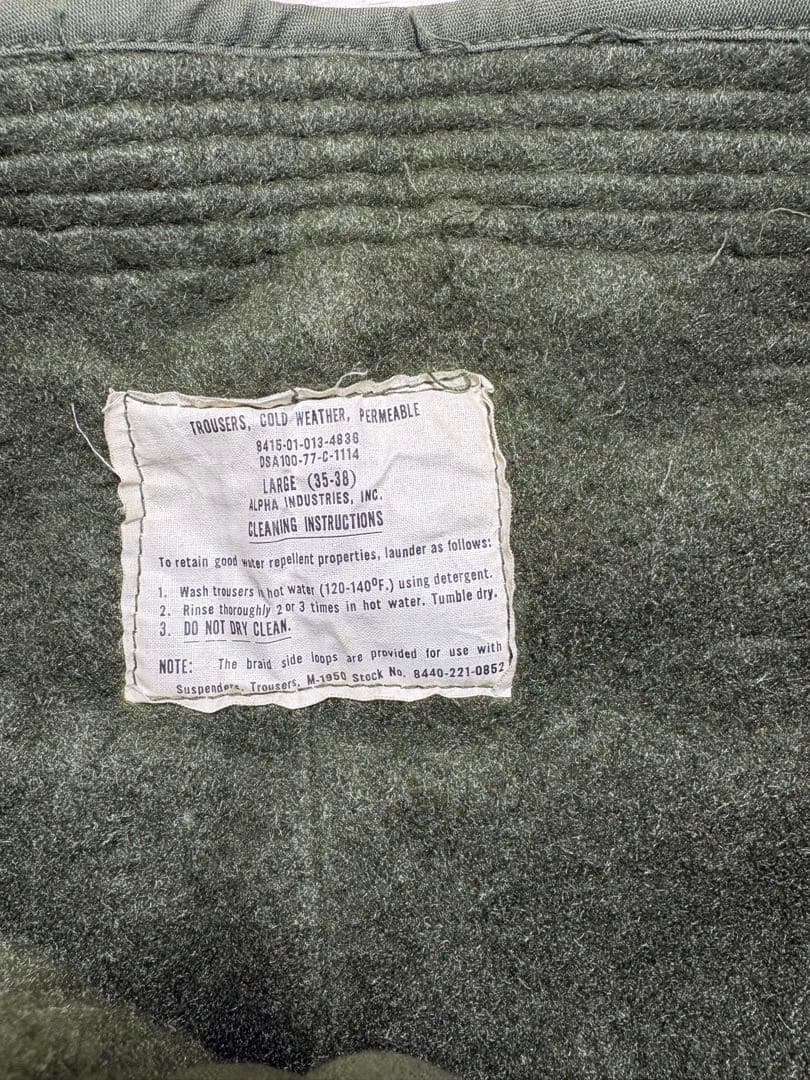 TROUSERS, COLD WEATHER, PERMEABLE
8415-01-013-4836
DSA100-77-C-1114
LARGE (35-38)
ALPHA INDUSTRIES, INC.
CLEANING INSTRUCTIONS
To retain good water repellent properties, launder as follows:
1. Wash trousers in hot water (120-140ºF.) using detergent.
2. Rinse thoroughly 2 or 3 times in hot water. Tumble dry.
3. DO NOT DRY CLEAN.
NOTE: The braid side loops are provided for use with
Suspenders, Trousers, M-1950 Stock No. 8440-221-0852